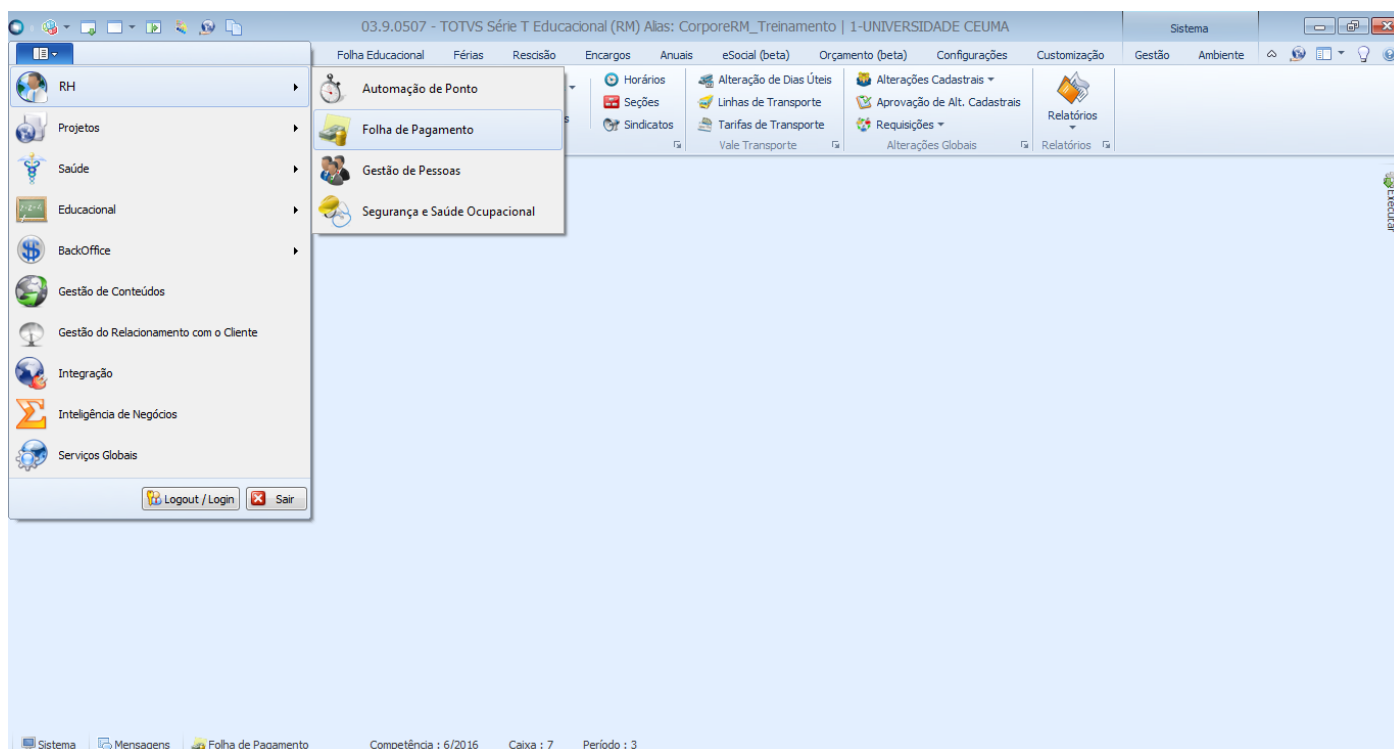 03.9.0507 - TOTVS Série T Educacional (RM) Alias: CorporeRM_Treinamento | 1-UNIVERSIDADE CEUMA
Sistema
Folha Educacional Férias Rescisão Encargos Anuais eSocial (beta) Orçamento (beta) Configurações Customização Gestão Ambiente
RH
Projetos
Saúde
Educacional
BackOffice
Gestão de Conteúdos
Gestão do Relacionamento com o Cliente
Integração
Inteligência de Negócios
Serviços Globais
Logout / Login Sair
Automação de Ponto
Folha de Pagamento
Gestão de Pessoas
Segurança e Saúde Ocupacional
Horários
Seções
Sindicatos
Alteração de Dias Úteis
Linhas de Transporte
Tarifas de Transporte
Vale Transporte
Alterações Cadastrais
Aprovação de Alt. Cadastrais
Requisições
Alterações Globais
Relatórios
Relatórios
Executar
Sistema Mensagens Folha de Pagamento Competência : 6/2016 Caixa : 7 Período : 3